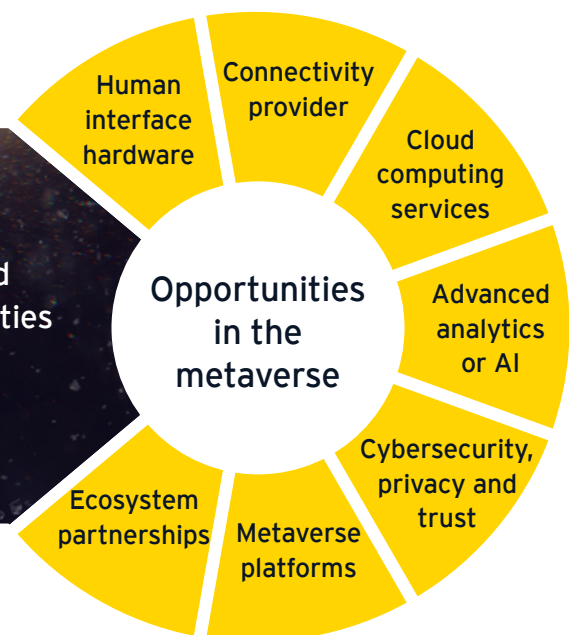 Human
interface
hardware
Connectivity
provider
Cloud
computing
services
Advanced
analytics
or AI
Cybersecurity,
privacy and
trust
Metaverse
platforms
Ecosystem
partnerships
Opportunities
in the
metaverse